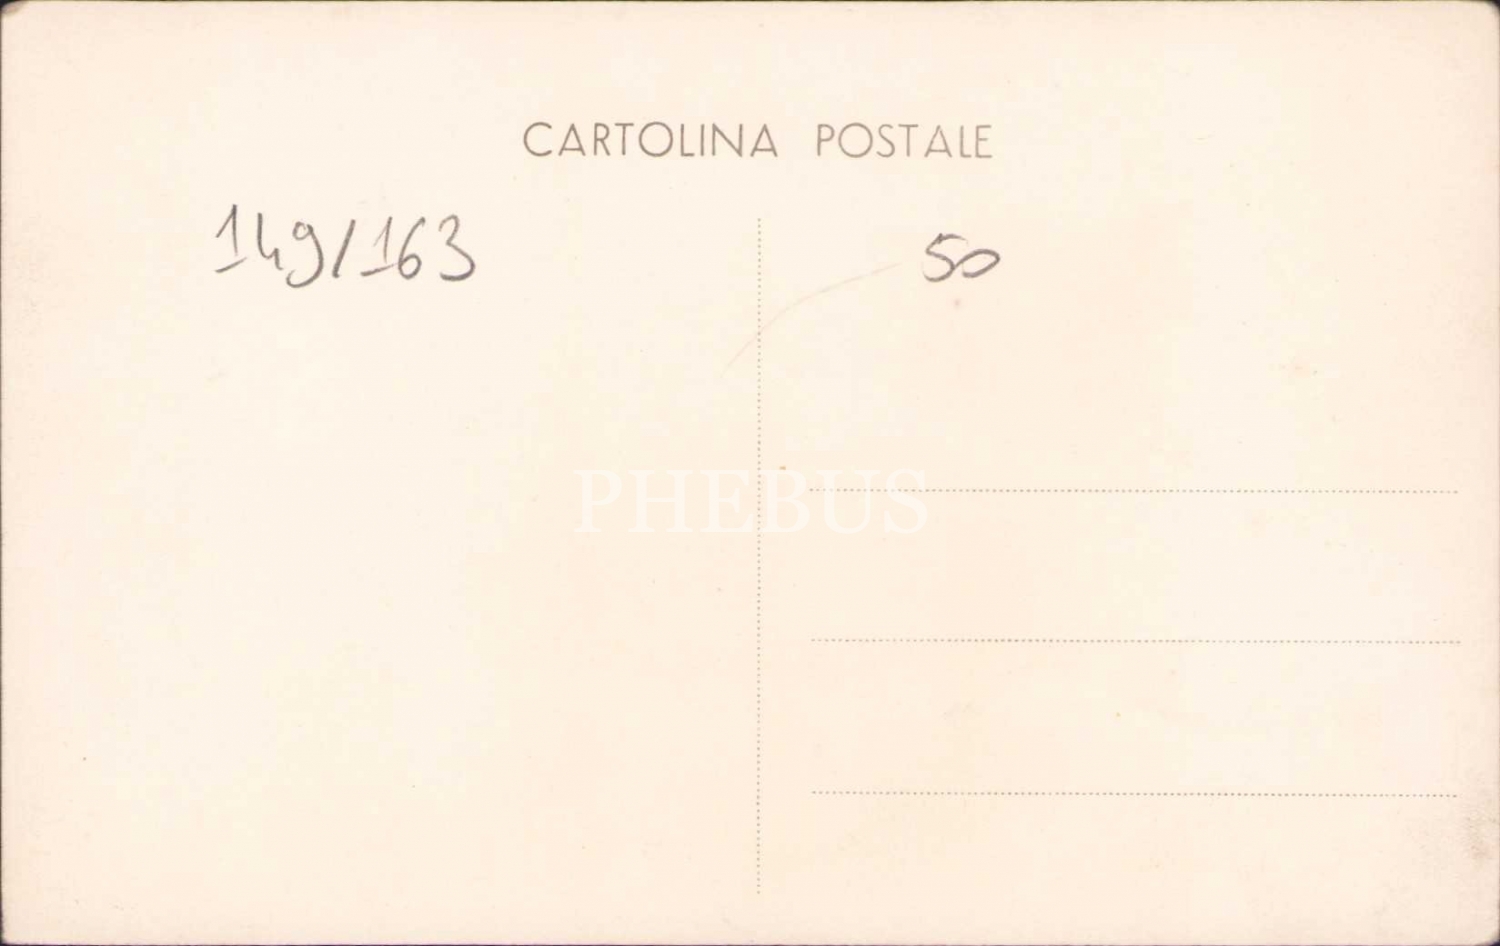 CARTOLINA POSTALE
149/163
50
PHEBUS